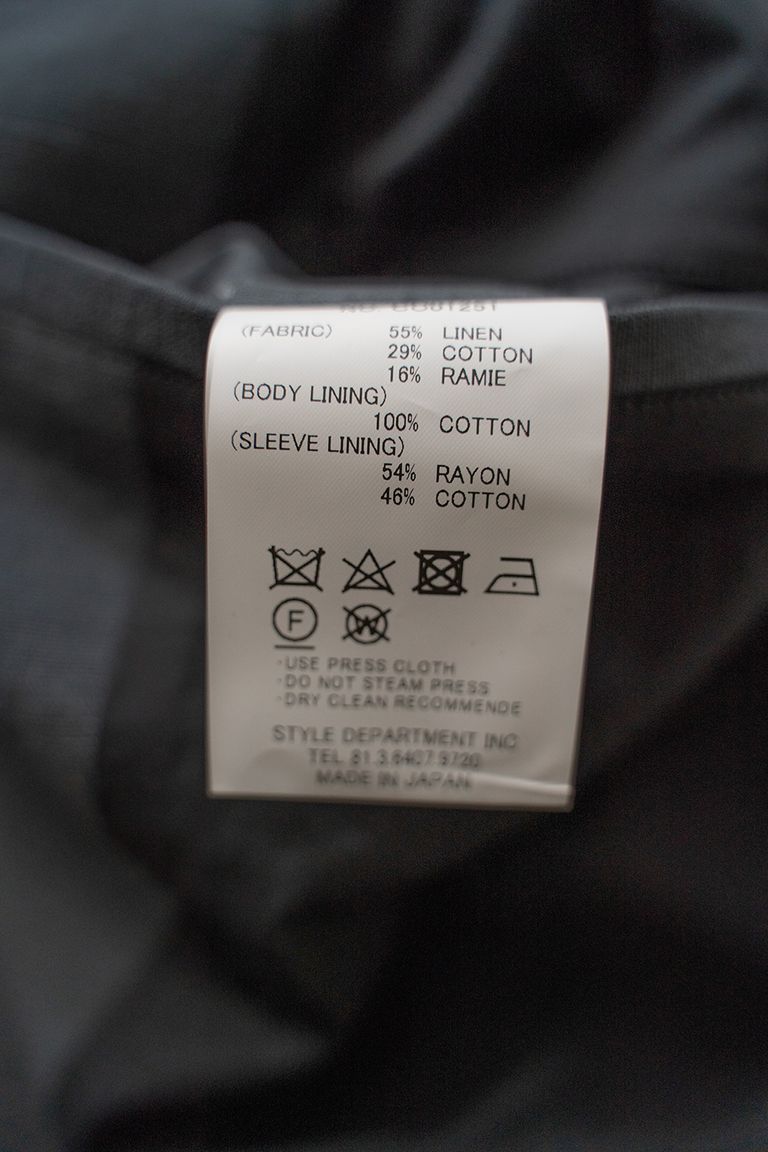 (FABRIC) 55% LINEN
29% COTTON
16% RAMIE
(BODY LINING)
100% COTTON
(SLEEVE LINING)
54% RAYON
46% COTTON
F W
・USE PRESS CLOTH
・DO NOT STEAM PRESS
・DRY CLEAN RECOMMENDE
STYLE DEPARTMENT INC
TEL 81.3.6407.9720
MADE IN JAPAN